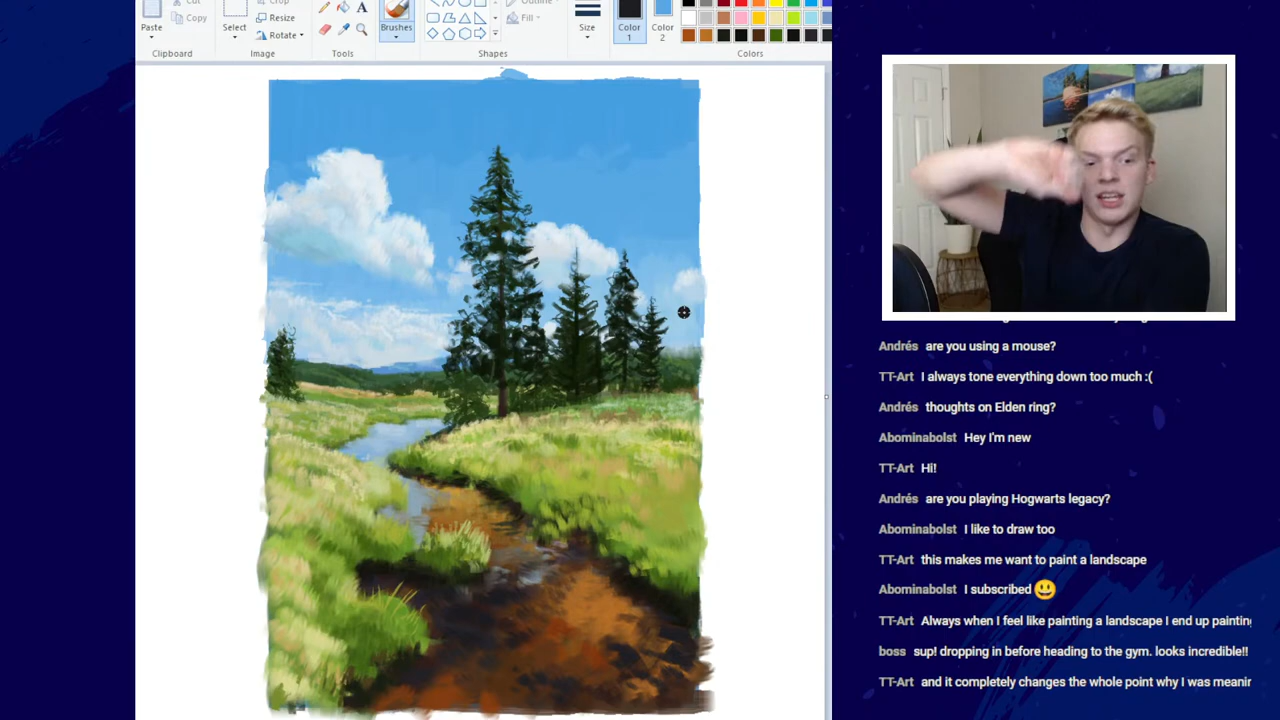 Cut
Crop
Outline
Paste
Copy
Select
Resize
Rotate
A
Brushes
Fill
Size
Color
1
Color
2
Clipboard
Image
Tools
Shapes
Colors
Andrés are you using a mouse?
TT-Art I always tone everything down too much :(
Andrés thoughts on Elden ring?
Abominabolst Hey I'm new
TT-Art Hi!
Andrés are you playing Hogwarts legacy?
Abominabolst I like to draw too
TT-Art this makes me want to paint a landscape
Abominabolst I subscribed 😃
TT-Art Always when I feel like painting a landscape I end up painting
boss sup! dropping in before heading to the gym. looks incredible!!
TT-Art and it completely changes the whole point why I was meanin